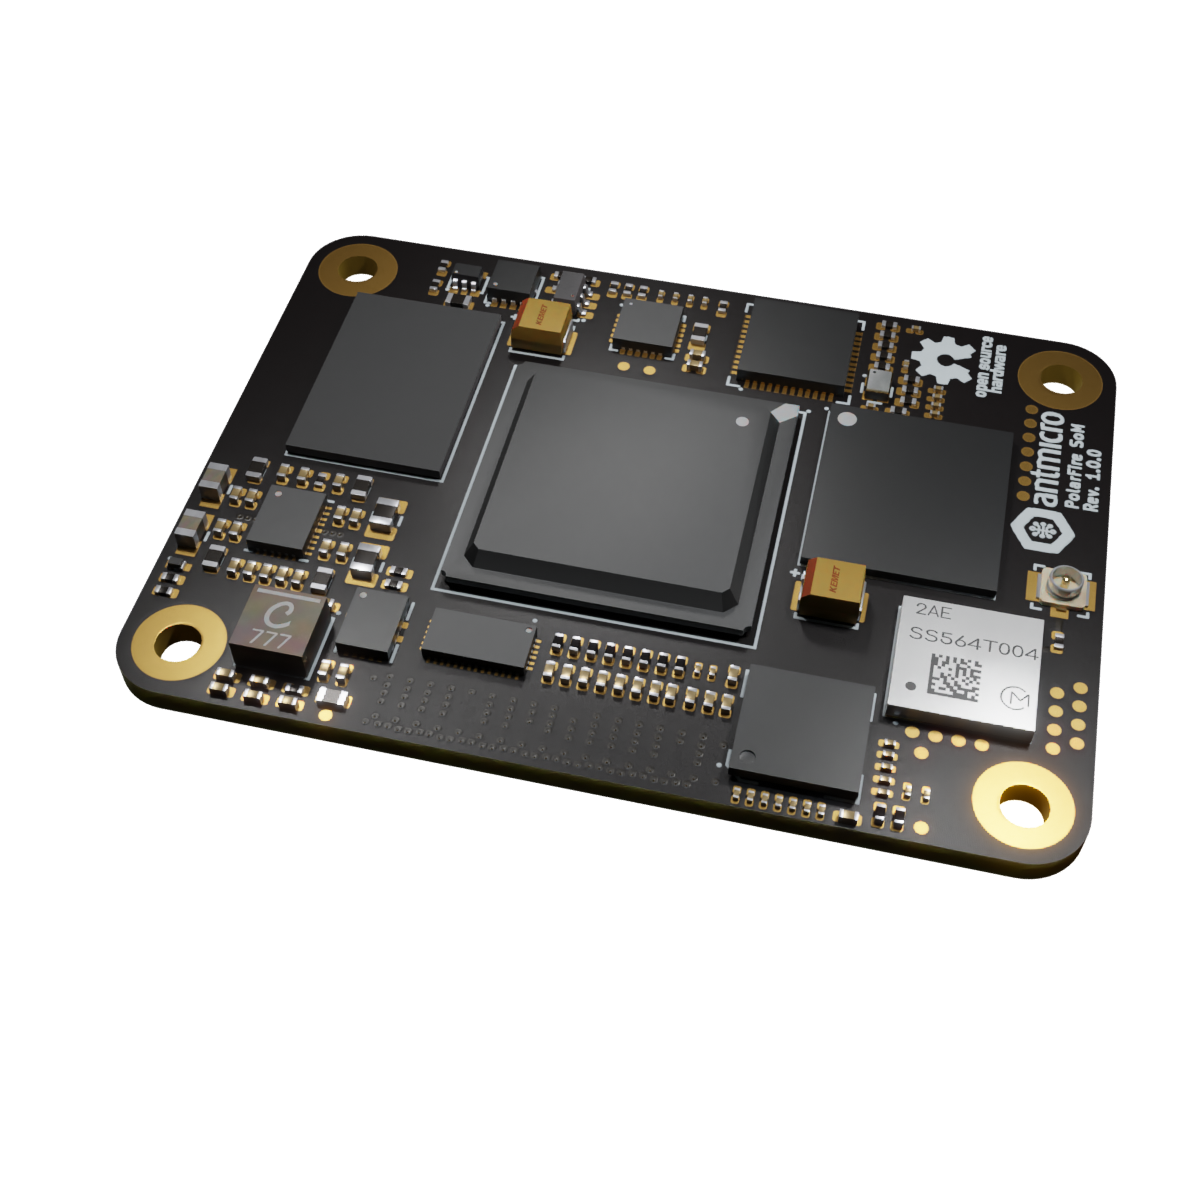 KEMET
open source
hardware
antmicro
PolarFire SoM
Rev. 1.0.0
KEMET
+
2AE
SS564T004
M
C
777